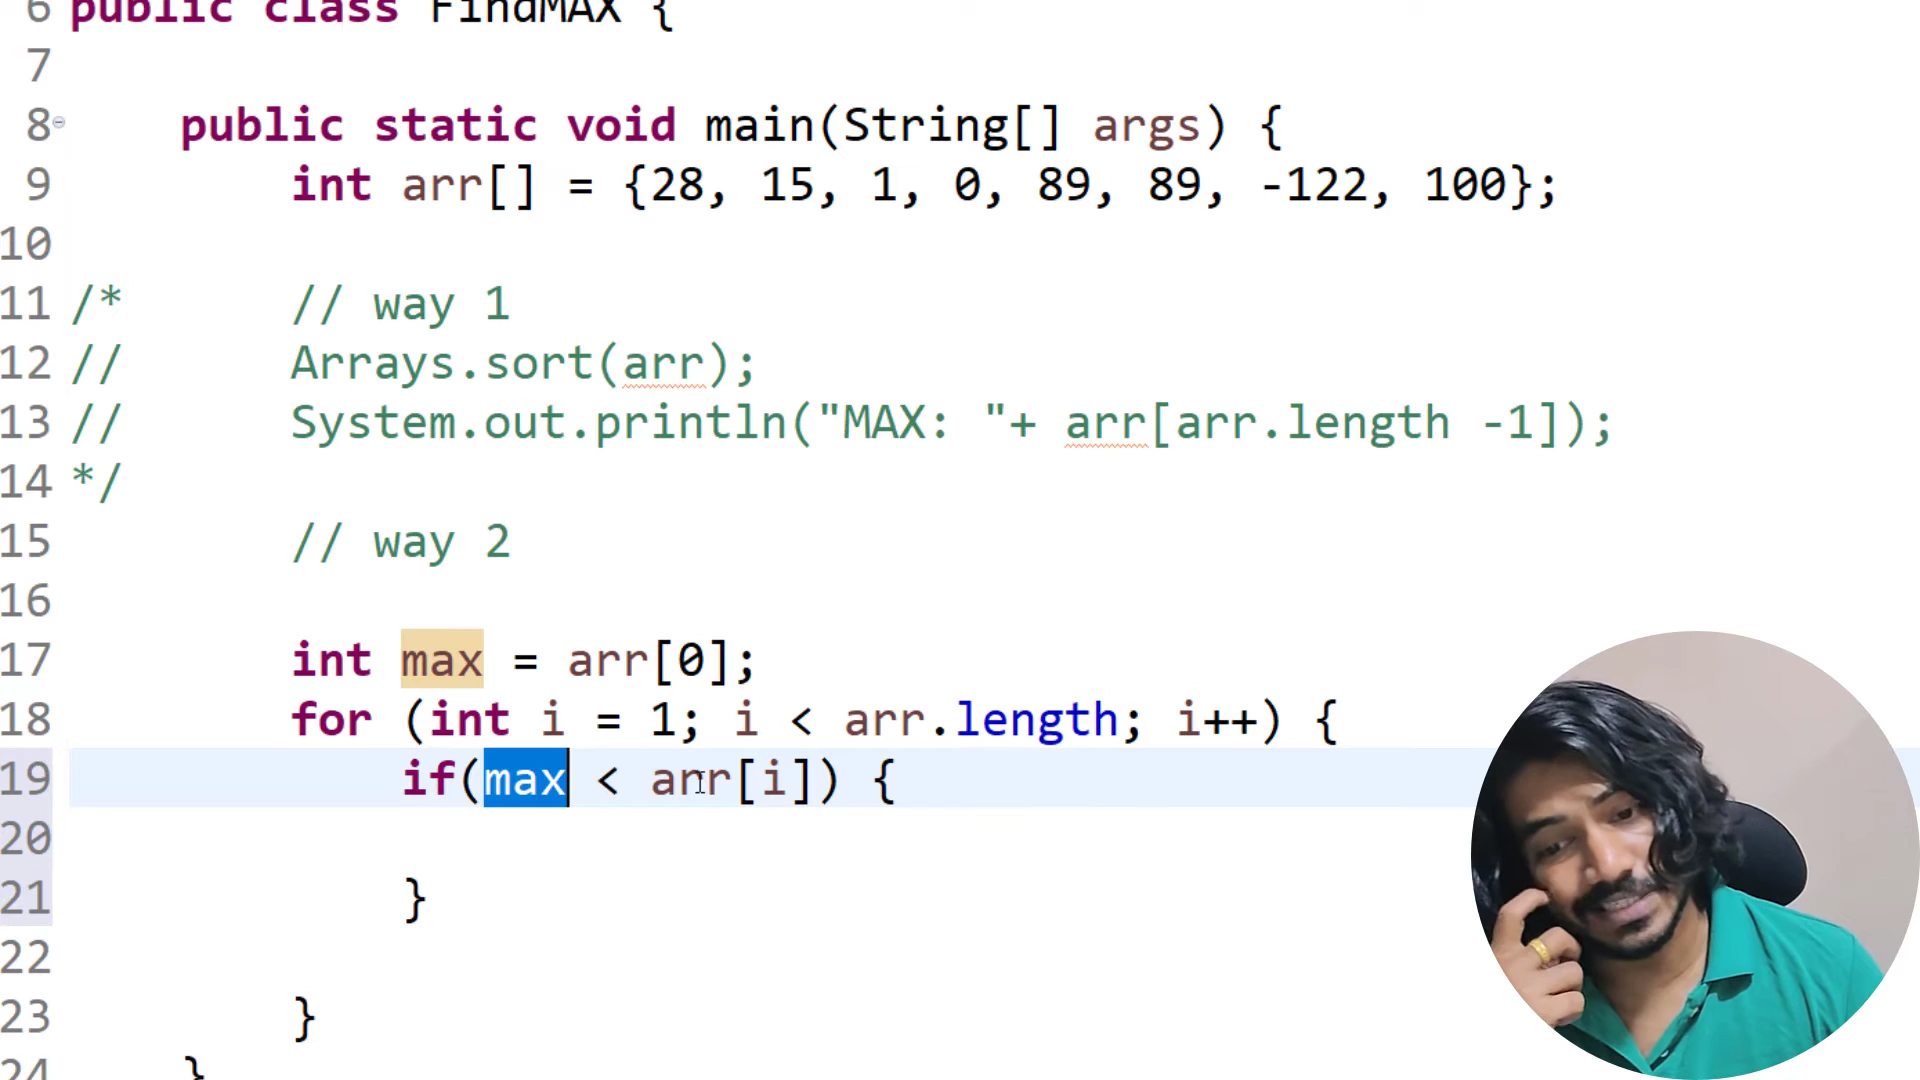 6 public class FindMAX {
7
8 public static void main(String[] args) {
9 int arr[] = {28, 15, 1, 0, 89, 89, -122, 100};
10
11 /* // way 1
12 // Arrays.sort(arr);
13 // System.out.println("MAX: "+ arr[arr.length -1]);
14 */
15 // way 2
16
17 int max = arr[0];
18 for (int i = 1; i < arr.length; i++) {
19 if(max < arr[i]) {
20
21 }
22
23 }
24 }